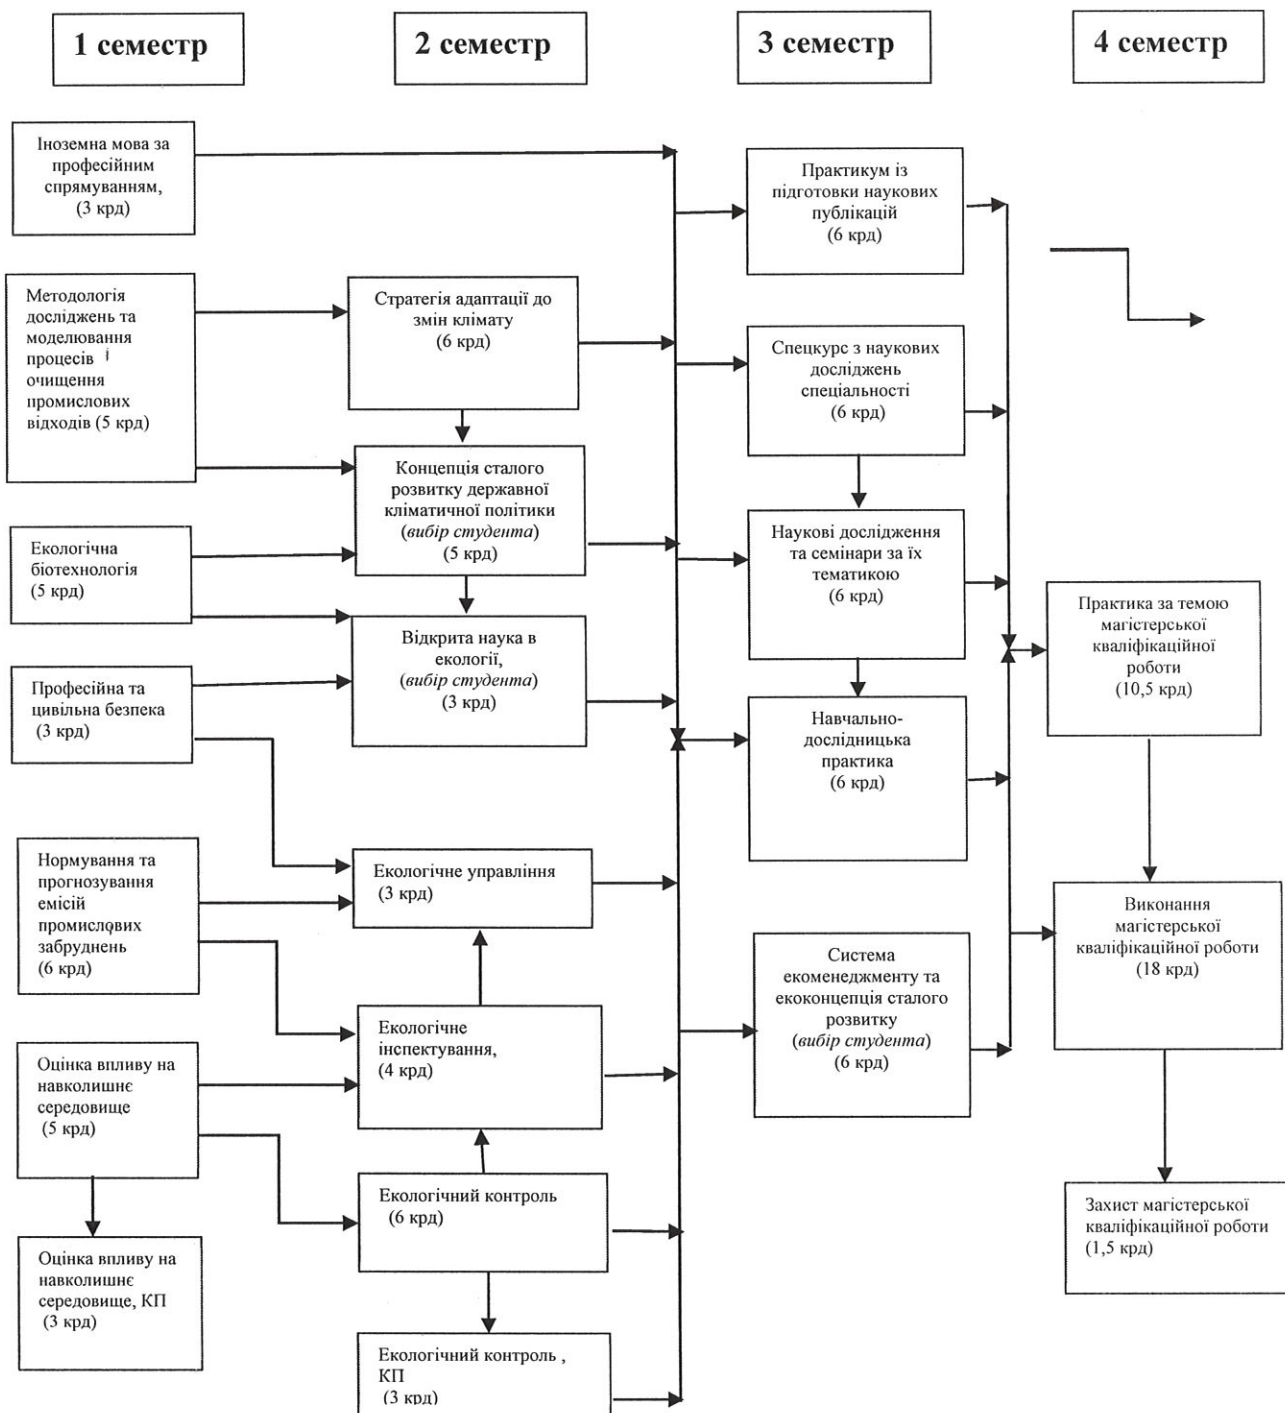 1 семестр
2 семестр
3 семестр
4 семестр
Іноземна мова за
професійним
спрямуванням,
(3 крд)
Методологія
досліджень та
моделювання
процесів
очищення
промислових
відходів (5 крд)
Екологічна
біотехнологія
(5 крд)
Професійна та
цивільна безпека
(3 крд)
Нормування та
прогнозування
емісій
промислових
забруднень
(6 крд)
Оцінка впливу на
навколишнє
середовище
(5 крд)
Оцінка впливу на
навколишнє
середовище, КП
(3 крд)
Стратегія адаптації до
змін клімату
(6 крд)
Концепція сталого
розвитку державної
кліматичної політики
(вибір студента)
(5 крд)
Відкрита наука в
екології,
(вибір студента)
(3 крд)
Екологічне управління
(3 крд)
Екологічне
інспектування,
(4 крд)
Екологічний контроль
(6 крд)
Екологічний контроль ,
КП
(3 крд)
Практикум із
підготовки наукових
публікацій
(6 крд)
Спецкурс з наукових
досліджень
спеціальності
(6 крд)
Наукові дослідження
та семінари за їх
тематикою
(6 крд)
Навчально-
дослідницька
практика
(6 крд)
Система
екоменеджменту та
екоконцепція сталого
розвитку
(вибір студента)
(6 крд)
Практика за темою
магістерської
кваліфікаційної
роботи
(10,5 крд)
Виконання
магістерської
кваліфікаційної роботи
(18 крд)
Захист магістерської
кваліфікаційної роботи
(1,5 крд)